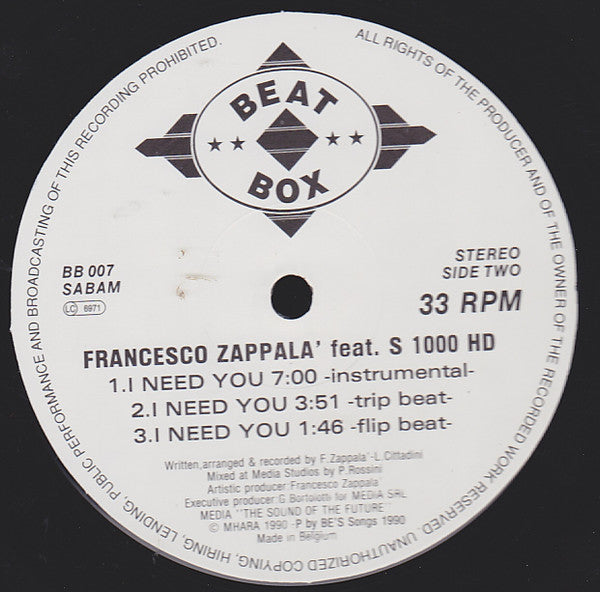 ALL RIGHTS OF THE PRODUCER AND OF THE OWNER OF THE RECORDED WORK RESERVED. UNAUTHORIZED COPYING, HIRING, LENDING, PUBLIC PERFORMANCE AND BROADCASTING OF THIS RECORDING PROHIBITED.
BEAT
BOX
BB 007
SABAM
LC 6971
STEREO
SIDE TWO
33 RPM
FRANCESCO ZAPPALA' feat. S 1000 HD
1.I NEED YOU 7:00 -instrumental-
2.I NEED YOU 3:51 -trip beat-
3.I NEED YOU 1:46 -flip beat-
Written,arranged & recorded by F.Zappala'-L.Cittadini
Mixed at Media Studios by P.Rossini
Artistic producer:Francesco Zappala'
Executive producer:G.Bortolotti for MEDIA SRL
MEDIA ''THE SOUND OF THE FUTURE''
© MHARA 1990 -P by BE'S Songs 1990
Made in Belgium